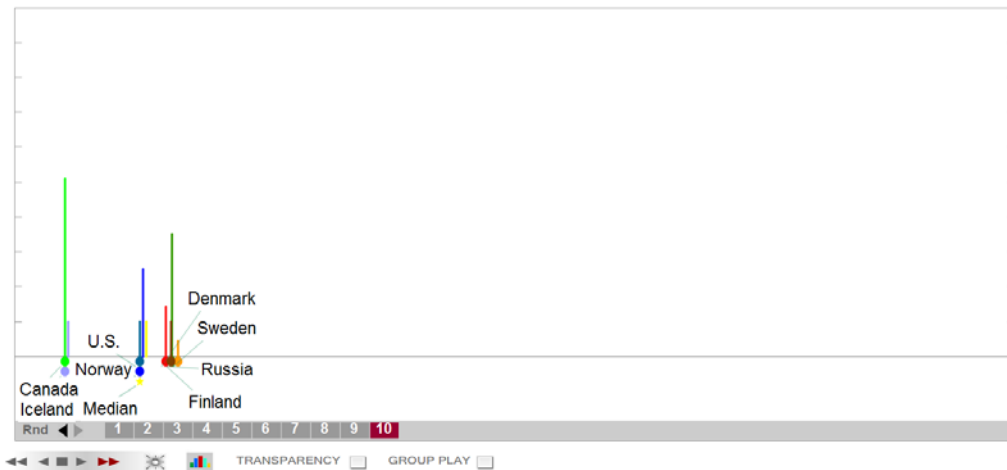 Denmark
Sweden
U.S.
Norway
Russia
Canada
Iceland
Median
Finland
Rnd 1 2 3 4 5 6 7 8 9 10
TRANSPARENCY GROUP PLAY